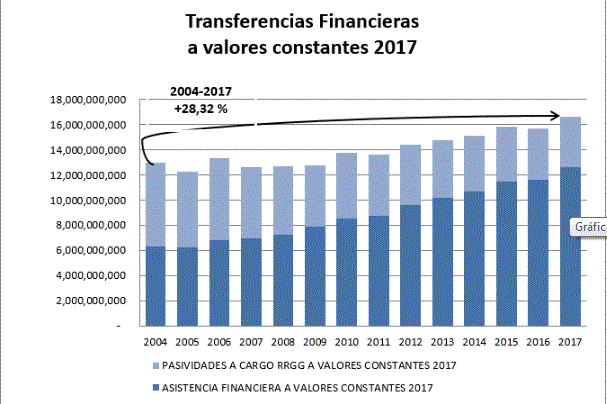 Transferencias Financieras
a valores constantes 2017
2004-2017
+28,32 %
18,000,000,000
16,000,000,000
14,000,000,000
12,000,000,000
10,000,000,000
8,000,000,000
6,000,000,000
4,000,000,000
2,000,000,000
-
Gráfic
2004 2005 2006 2007 2008 2009 2010 2011 2012 2013 2014 2015 2016 2017
PASIVIDADES A CARGO RRGG A VALORES CONSTANTES 2017
ASISTENCIA FINANCIERA A VALORES CONSTANTES 2017